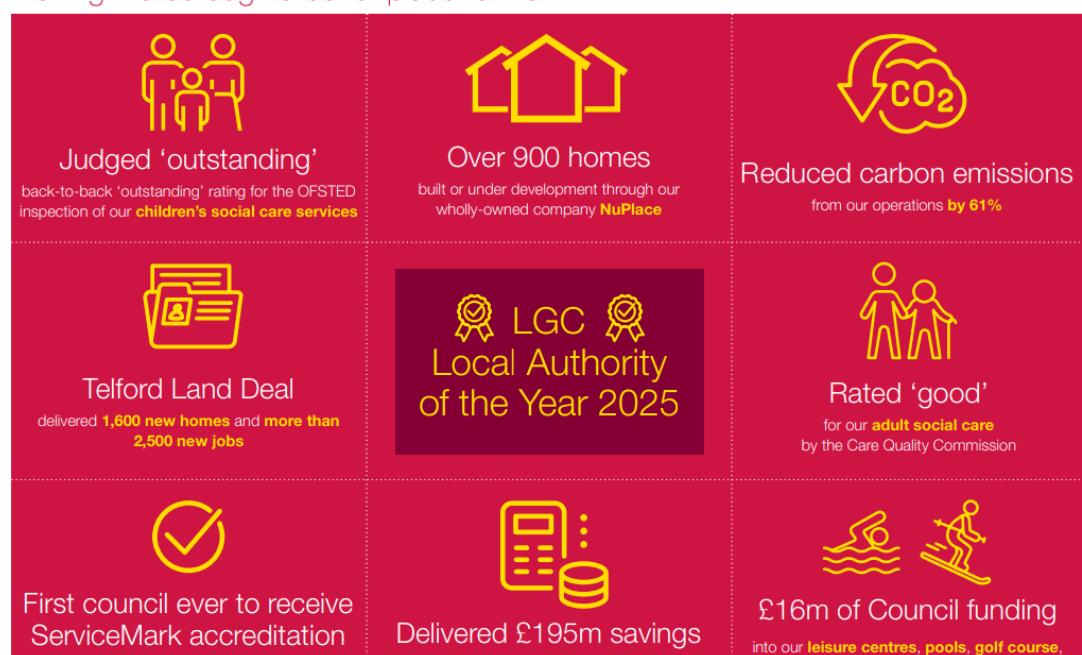 Judged ‘outstanding’
back-to-back ‘outstanding’ rating for the OFSTED
inspection of our children’s social care services
Over 900 homes
built or under development through our
wholly-owned company NuPlace
CO2
Reduced carbon emissions
from our operations by 61%
Telford Land Deal
delivered 1,600 new homes and more than
2,500 new jobs
LGC
Local Authority
of the Year 2025
Rated ‘good’
for our adult social care
by the Care Quality Commission
First council ever to receive
ServiceMark accreditation
Delivered £195m savings
£16m of Council funding
into our leisure centres, pools, golf course,